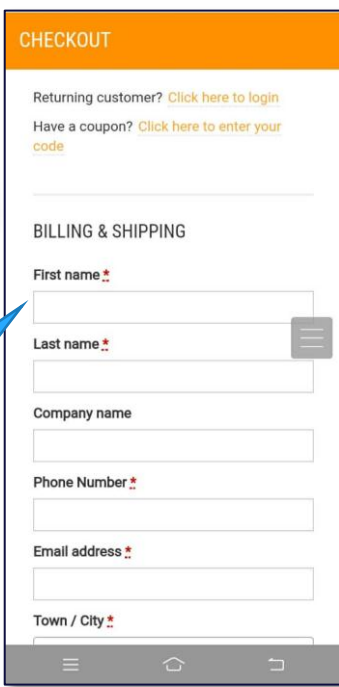 CHECKOUT
Returning customer? Click here to login
Have a coupon? Click here to enter your
code
BILLING & SHIPPING
First name *
Last name *
Company name
Phone Number *
Email address *
Town / City *